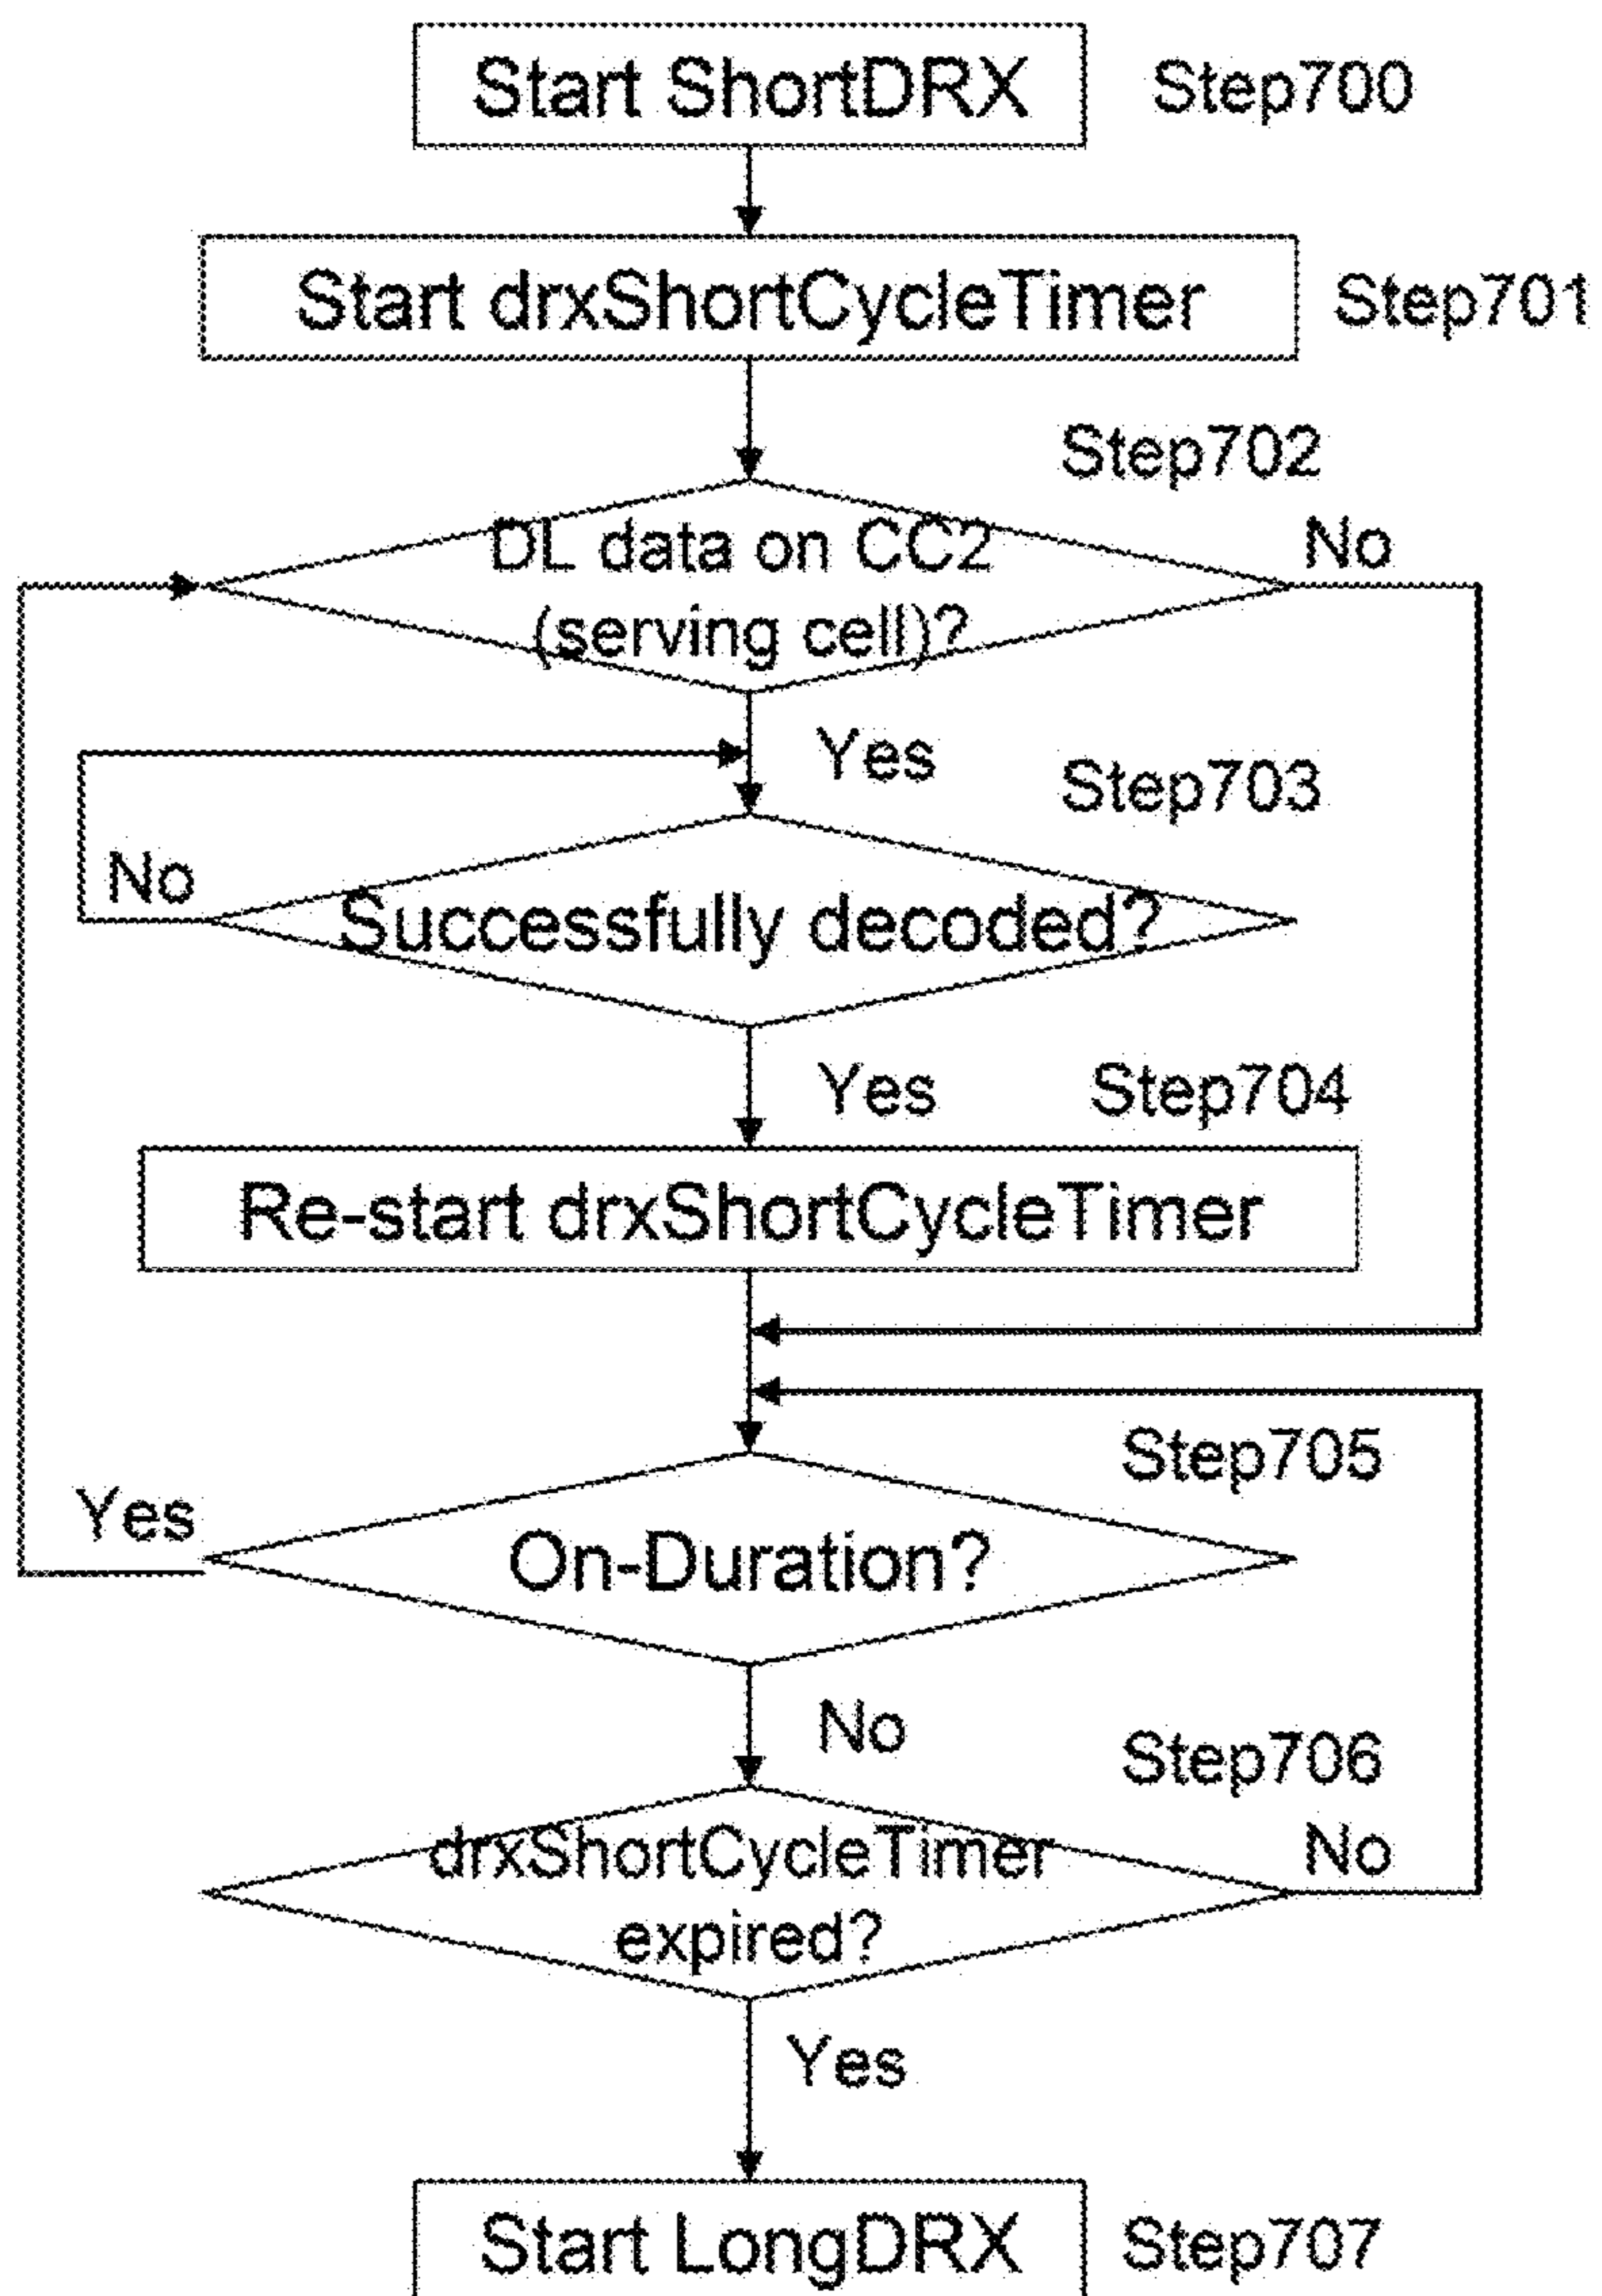 Start ShortDRX Step700
Start drxShortCycleTimer Step701
Step702
DL data on CC2 No
(serving cell)?
Yes
Step703
No
Successfully decoded?
Yes Step704
Re-start drxShortCycleTimer
Step705
Yes
On-Duration?
No
Step706
drxShortCycleTimer No
expired?
Yes
Start LongDRX Step707